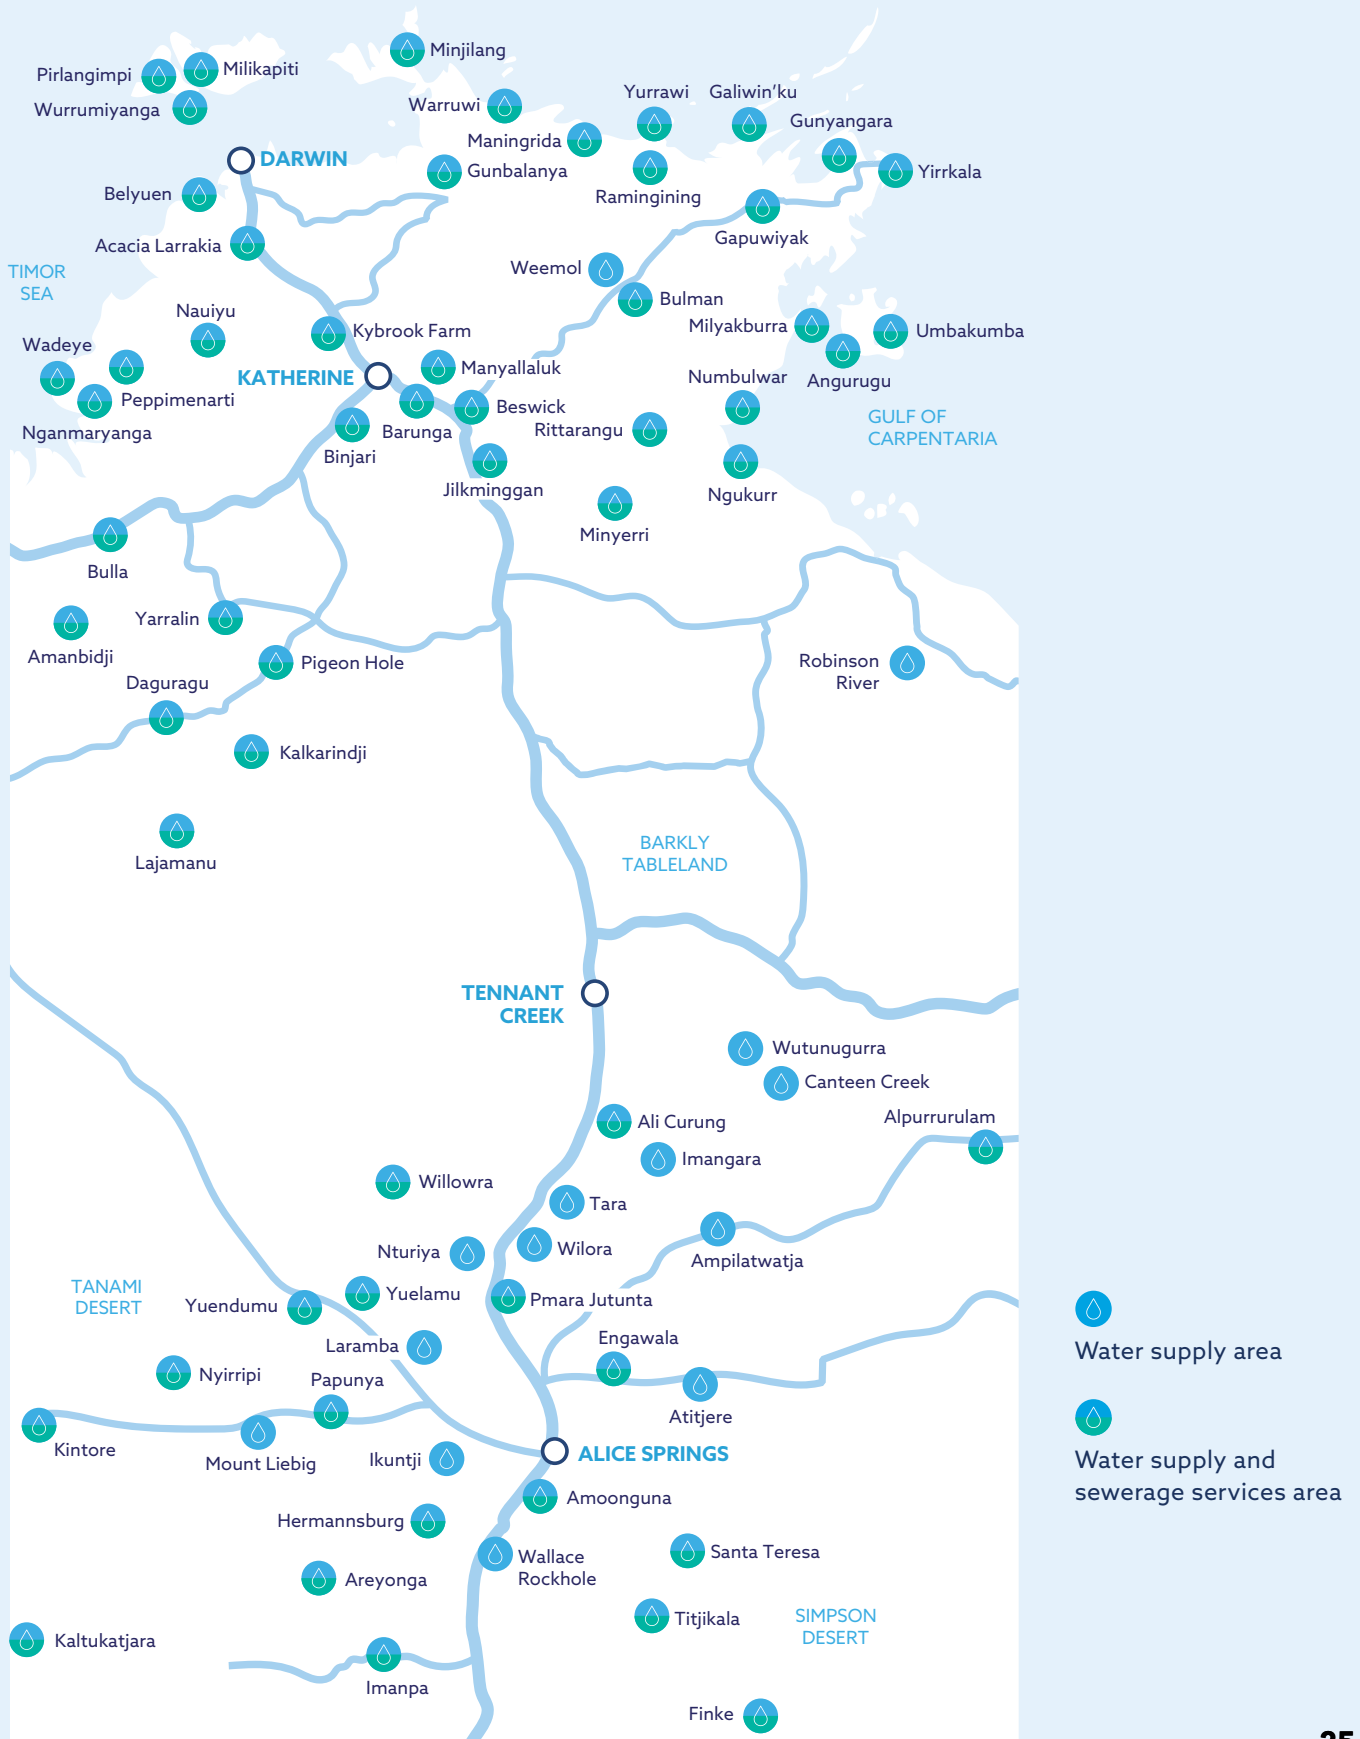 Minjilang
Pirlangimpi
Milikapiti
Wurrumiyanga
Warruwi
Yurrawi
Galiwin'ku
Gunyangara
Maningrida
DARWIN
Gunbalanya
Yirrkala
Belyuen
Ramingining
Gapuwiyak
Acacia Larrakia
TIMOR
SEA
Weemol
Bulman
Nauiyu
Milyakburra
Umbakumba
Kybrook Farm
Wadeye
Manyallaluk
KATHERINE
Numbulwar
Angurugu
Peppimenarti
Beswick
GULF OF
CARPENTARIA
Nganmaryanga
Barunga
Rittarangu
Binjari
Jilkminggan
Ngukurr
Minyerri
Bulla
Yarralin
Amanbidji
Pigeon Hole
Robinson
River
Daguragu
Kalkarindji
Lajamanu
BARKLY
TABLELAND
TENNANT
CREEK
Wutunugurra
Canteen Creek
Alpurrurulam
Ali Curung
Imangara
Willowra
Tara
Nturiya
Wilora
Ampilatwatja
TANAMI
DESERT
Yuelamu
Yuendumu
Pmara Jutunta
Laramba
Engawala
Nyirripi
Papunya
Atitjere
Kintore
Mount Liebig
Ikuntji
ALICE SPRINGS
Amoonguna
Hermannsburg
Wallace
Rockhole
Santa Teresa
Areyonga
Titjikala
SIMPSON
DESERT
Kaltukatjara
Imanpa
Finke
Water supply area
Water supply and
sewerage services area